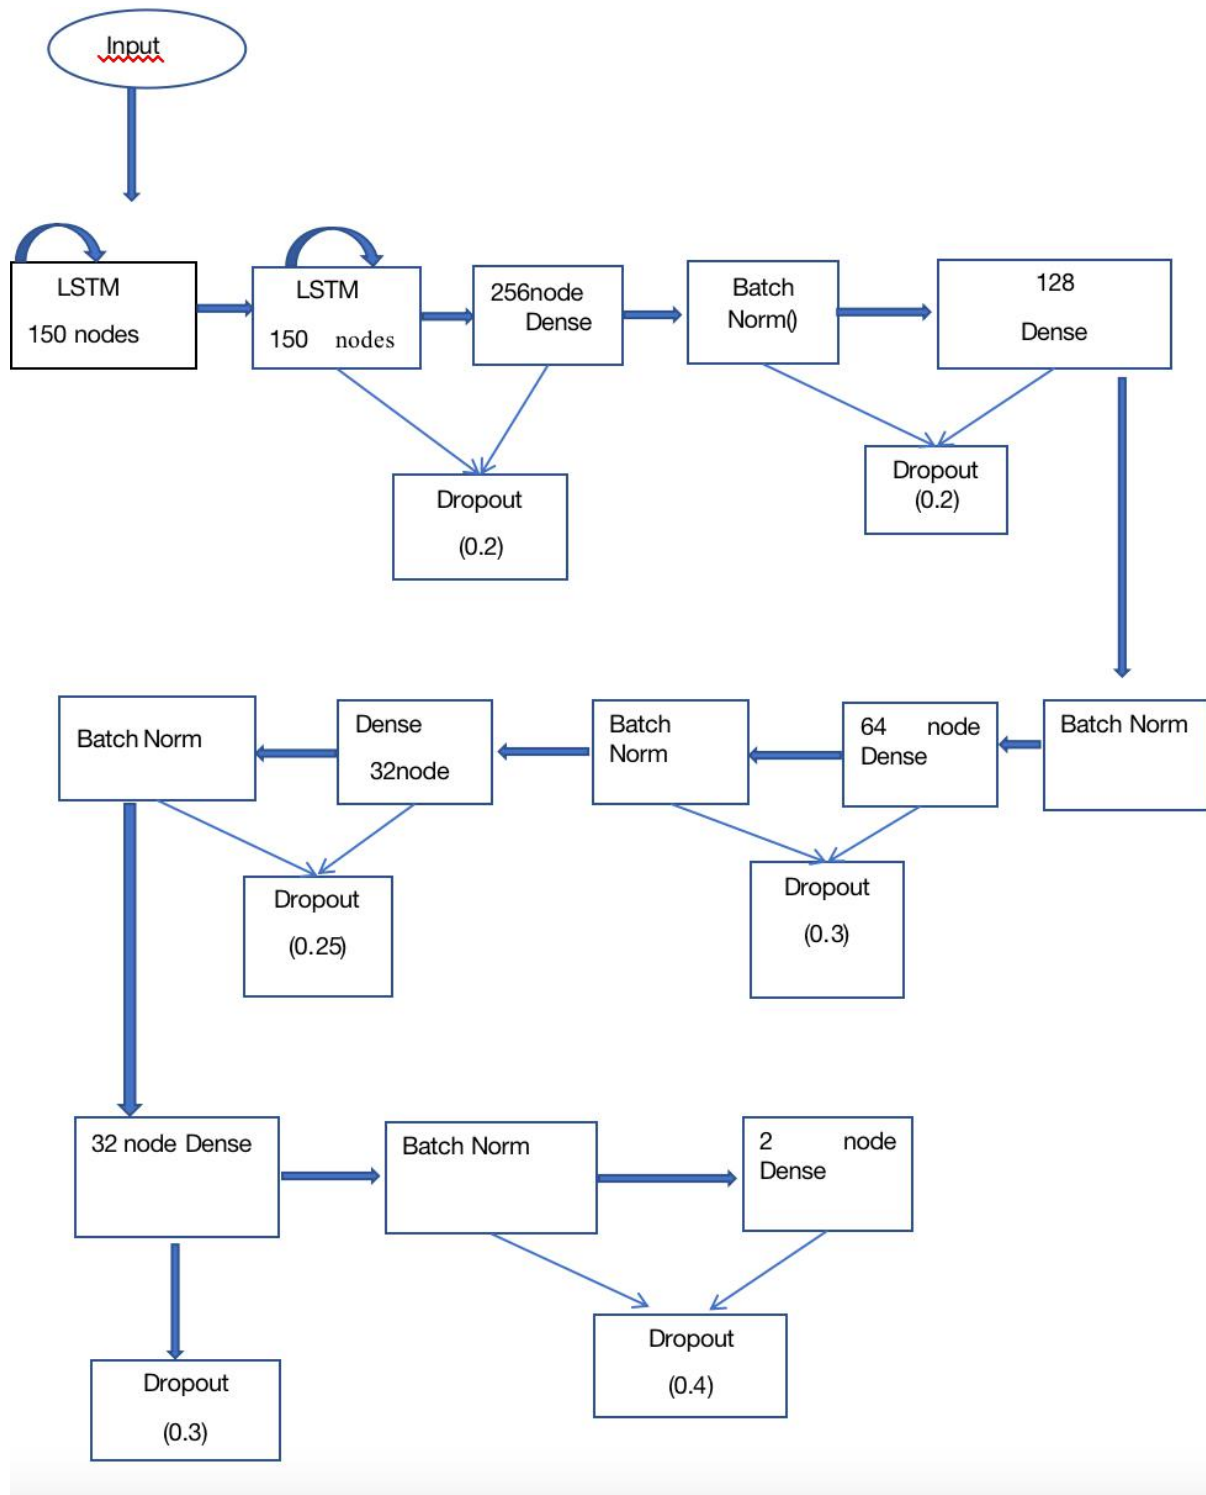 Input
LSTM
150 nodes
LSTM
150 nodes
256node
Dense
Batch
Norm()
128
Dense
Dropout
(0.2)
Dropout
(0.2)
Batch Norm
Dense
32node
Batch
Norm
64 node
Dense
Batch Norm
Dropout
(0.25)
Dropout
(0.3)
32 node Dense
Batch Norm
2 node
Dense
Dropout
(0.3)
Dropout
(0.4)